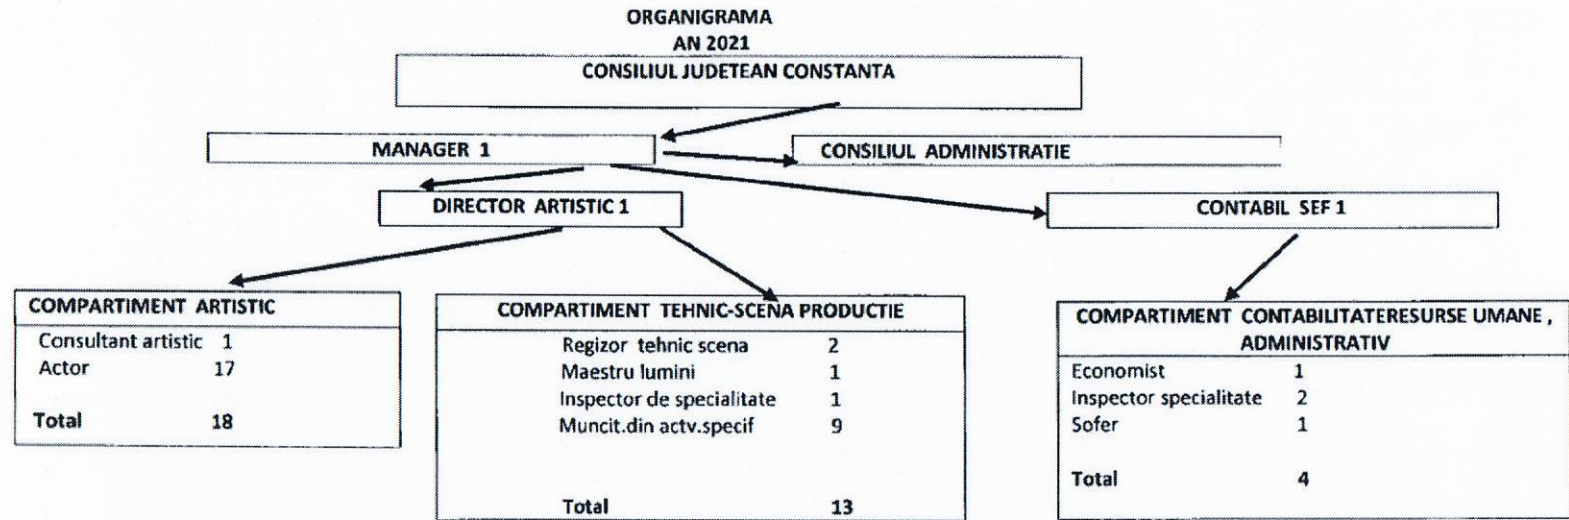 ORGANIGRAMA
AN 2021
CONSILIUL JUDETEAN CONSTANTA
MANAGER 1
CONSILIUL ADMINISTRATIE
DIRECTOR ARTISTIC 1
CONTABIL SEF 1
COMPARTIMENT ARTISTIC
Consultant artistic 1
Actor 17
Total 18
COMPARTIMENT TEHNIC-SCENA PRODUCTIE
Regizor tehnic scena 2
Maestru lumini 1
Inspector de specialitate 1
Muncit.din actv.specif 9
Total 13
COMPARTIMENT CONTABILITATERESURSE UMANE ,
ADMINISTRATIV
Economist 1
Inspector specialitate 2
Sofer 1
Total 4